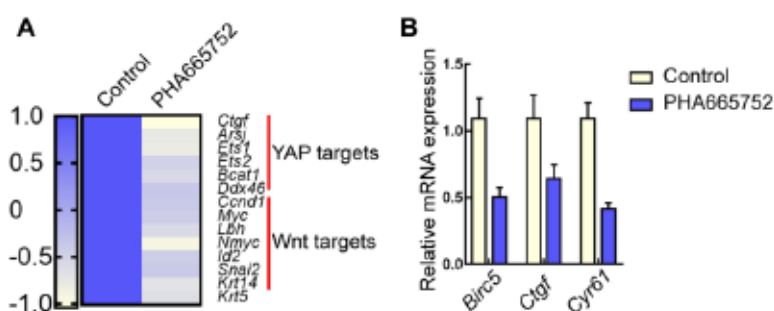 A
Control
PHA665752
1.0
0.5
0
-0.5
-1.0
Ctgf
Arsj
Ets1
Ets2
Bcat1
Ddx46
Ccnd1
Myc
Lbh
Nmyc
Id2
Snai2
Krt14
Krt5
YAP targets
Wnt targets
B
Relative mRNA expression
1.5
1.0
0.5
0.0
Birc5
Ctgf
Cyr61
Control
PHA665752